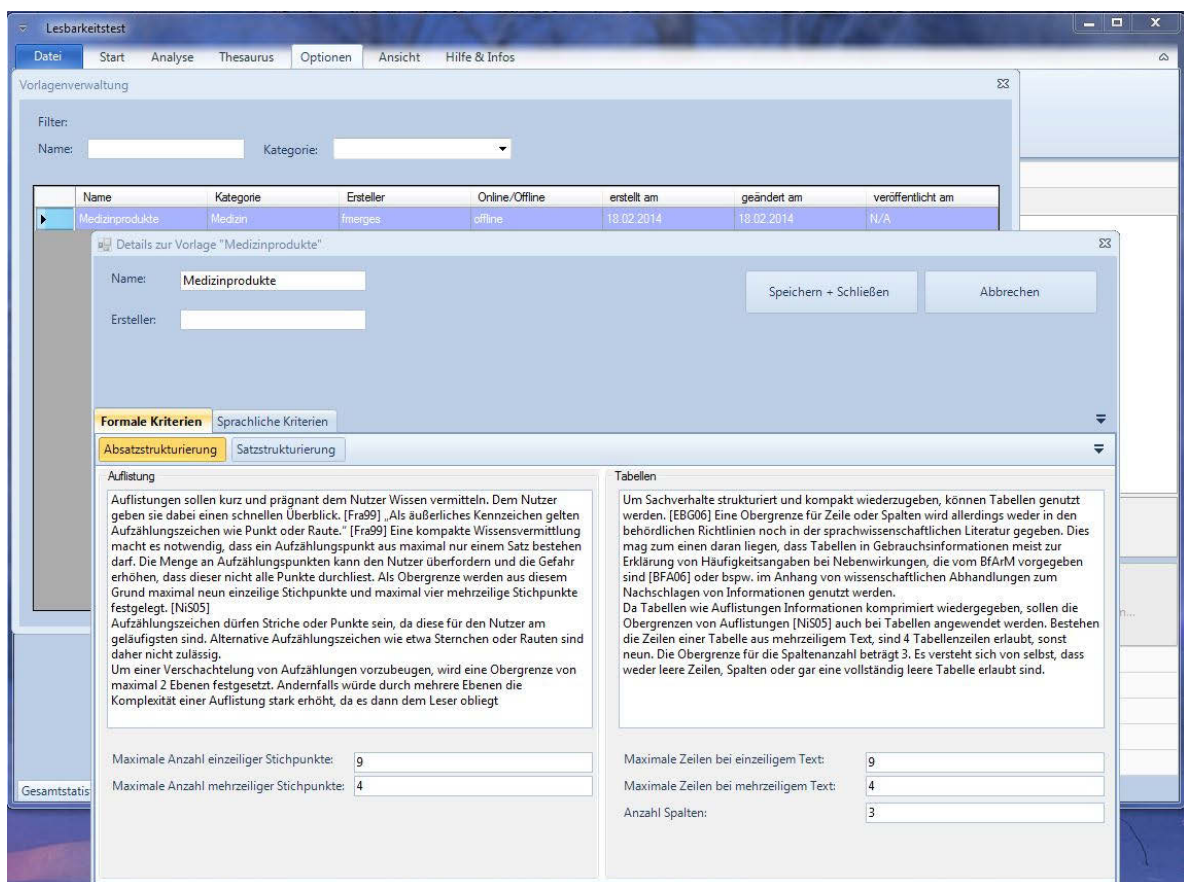 Lesbarkeitstest
Datei Start Analyse Thesaurus Optionen Ansicht Hilfe & Infos
Vorlagenverwaltung
Filter:
Name: Kategorie:
Name Kategorie Ersteller Online/Offline erstellt am geändert am veröffentlicht am
Medizinprodukte Medizin fmerges offline 18.02.2014 18.02.2014 N/A
Details zur Vorlage "Medizinprodukte"
Name: Medizinprodukte
Speichern + Schließen Abbrechen
Ersteller:
Formale Kriterien Sprachliche Kriterien
Absatzstrukturierung Satzstrukturierung
Auflistung
Auflistungen sollen kurz und prägnant dem Nutzer Wissen vermitteln. Dem Nutzer
geben sie dabei einen schnellen Überblick. [Fra99] „Als äußerliches Kennzeichen gelten
Aufzählungszeichen wie Punkt oder Raute.“ [Fra99] Eine kompakte Wissensvermittlung
macht es notwendig, dass ein Aufzählungspunkt aus maximal nur einem Satz bestehen
darf. Die Menge an Aufzählungspunkten kann den Nutzer überfordern und die Gefahr
erhöhen, dass dieser nicht alle Punkte durchliest. Als Obergrenze werden aus diesem
Grund maximal neun einzeilige Stichpunkte und maximal vier mehrzeilige Stichpunkte
festgelegt. [NiS05]
Aufzählungszeichen dürfen Striche oder Punkte sein, da diese für den Nutzer am
geläufigsten sind. Alternative Aufzählungszeichen wie etwa Sternchen oder Rauten sind
daher nicht zulässig.
Um einer Verschachtelung von Aufzählungen vorzubeugen, wird eine Obergrenze von
maximal 2 Ebenen festgesetzt. Andernfalls würde durch mehrere Ebenen die
Komplexität einer Auflistung stark erhöht, da es dann dem Leser obliegt
Maximale Anzahl einzeiliger Stichpunkte: 9
Maximale Anzahl mehrzeiliger Stichpunkte: 4
Tabellen
Um Sachverhalte strukturiert und kompakt wiederzugeben, können Tabellen genutzt
werden. [EBG06] Eine Obergrenze für Zeile oder Spalten wird allerdings weder in den
behördlichen Richtlinien noch in der sprachwissenschaftlichen Literatur gegeben. Dies
mag zum einen daran liegen, dass Tabellen in Gebrauchsinformationen meist zur
Erklärung von Häufigkeitsangaben bei Nebenwirkungen, die vom BfArM vorgegeben
sind [BFA06] oder bspw. im Anhang von wissenschaftlichen Abhandlungen zum
Nachschlagen von Informationen genutzt werden.
Da Tabellen wie Auflistungen Informationen komprimiert wiedergegeben, sollen die
Obergrenzen von Auflistungen [NiS05] auch bei Tabellen angewendet werden. Bestehen
die Zeilen einer Tabelle aus mehrzeiligem Text, sind 4 Tabellenzeilen erlaubt, sonst
neun. Die Obergrenze für die Spaltenanzahl beträgt 3. Es versteht sich von selbst, dass
weder leere Zeilen, Spalten oder gar eine vollständig leere Tabelle erlaubt sind.
Maximale Zeilen bei einzeiligem Text: 9
Maximale Zeilen bei mehrzeiligem Text: 4
Anzahl Spalten: 3
Gesamtstatis